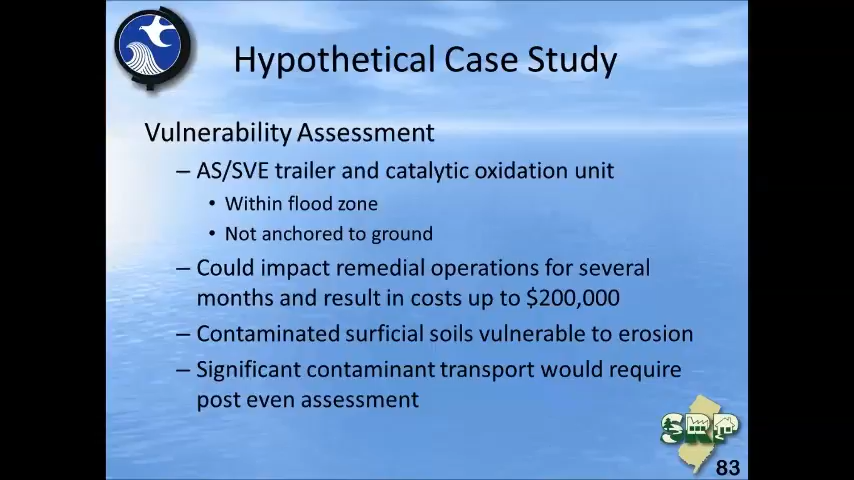 Hypothetical Case Study
Vulnerability Assessment
– AS/SVE trailer and catalytic oxidation unit
• Within flood zone
• Not anchored to ground
– Could impact remedial operations for several
months and result in costs up to $200,000
– Contaminated surficial soils vulnerable to erosion
– Significant contaminant transport would require
post even assessment
SRP
83